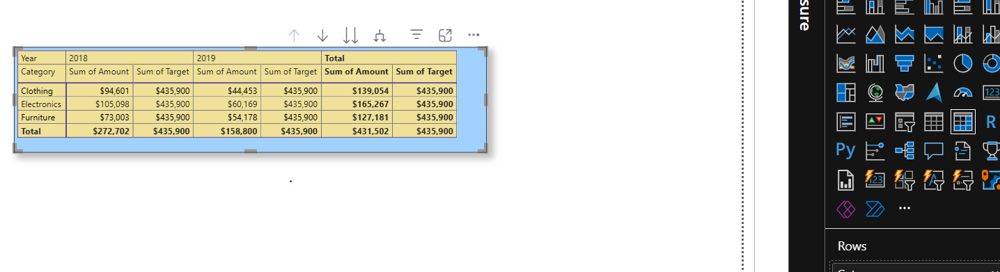 sure
Year 2018 2019 Total
Category Sum of Amount Sum of Target Sum of Amount Sum of Target Sum of Amount Sum of Target
Clothing $94,601 $435,900 $44,453 $435,900 $139,054 $435,900
Electronics $105,098 $435,900 $60,169 $435,900 $165,267 $435,900
Furniture $73,003 $435,900 $54,178 $435,900 $127,181 $435,900
Total $272,702 $435,900 $158,800 $435,900 $431,502 $435,900
123
R
Py
123
Rows